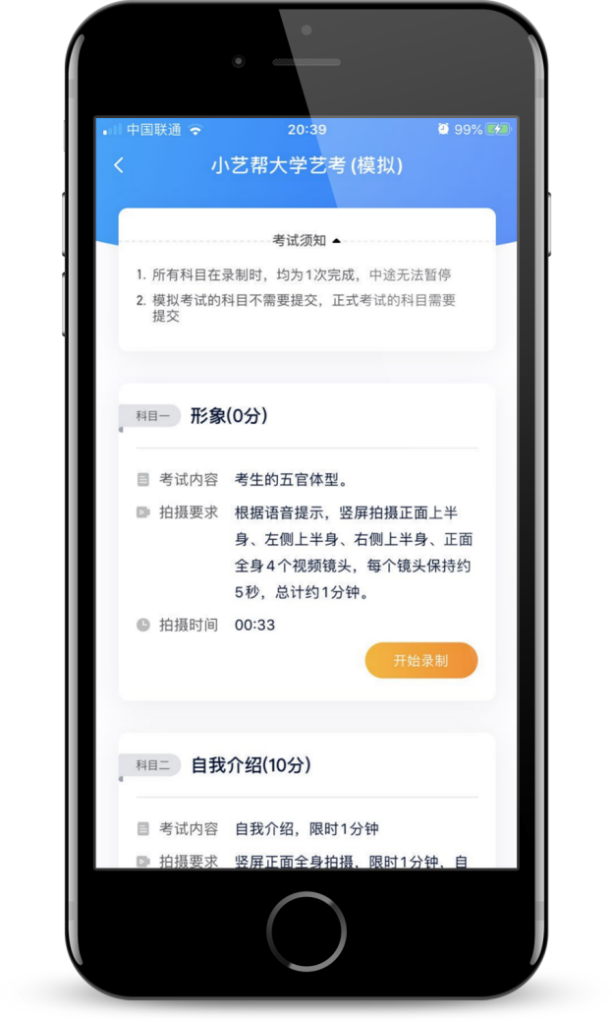 中国联通 20:39 99%
小艺帮大学艺考(模拟)
考试须知
1. 所有科目在录制时，均为1次完成，中途无法暂停
2. 模拟考试的科目不需要提交，正式考试的科目需要
提交
科目一 形象(0分)
考试内容 考生的五官体型。
拍摄要求 根据语音提示，竖屏拍摄正面上半
身、左侧上半身、右侧上半身、正面
全身4个视频镜头，每个镜头保持约
5秒，总计约1分钟。
拍摄时间 00:33
开始录制
科目二 自我介绍(10分)
考试内容 自我介绍，限时1分钟
拍摄要求 竖屏正面全身拍摄，限时1分钟，自